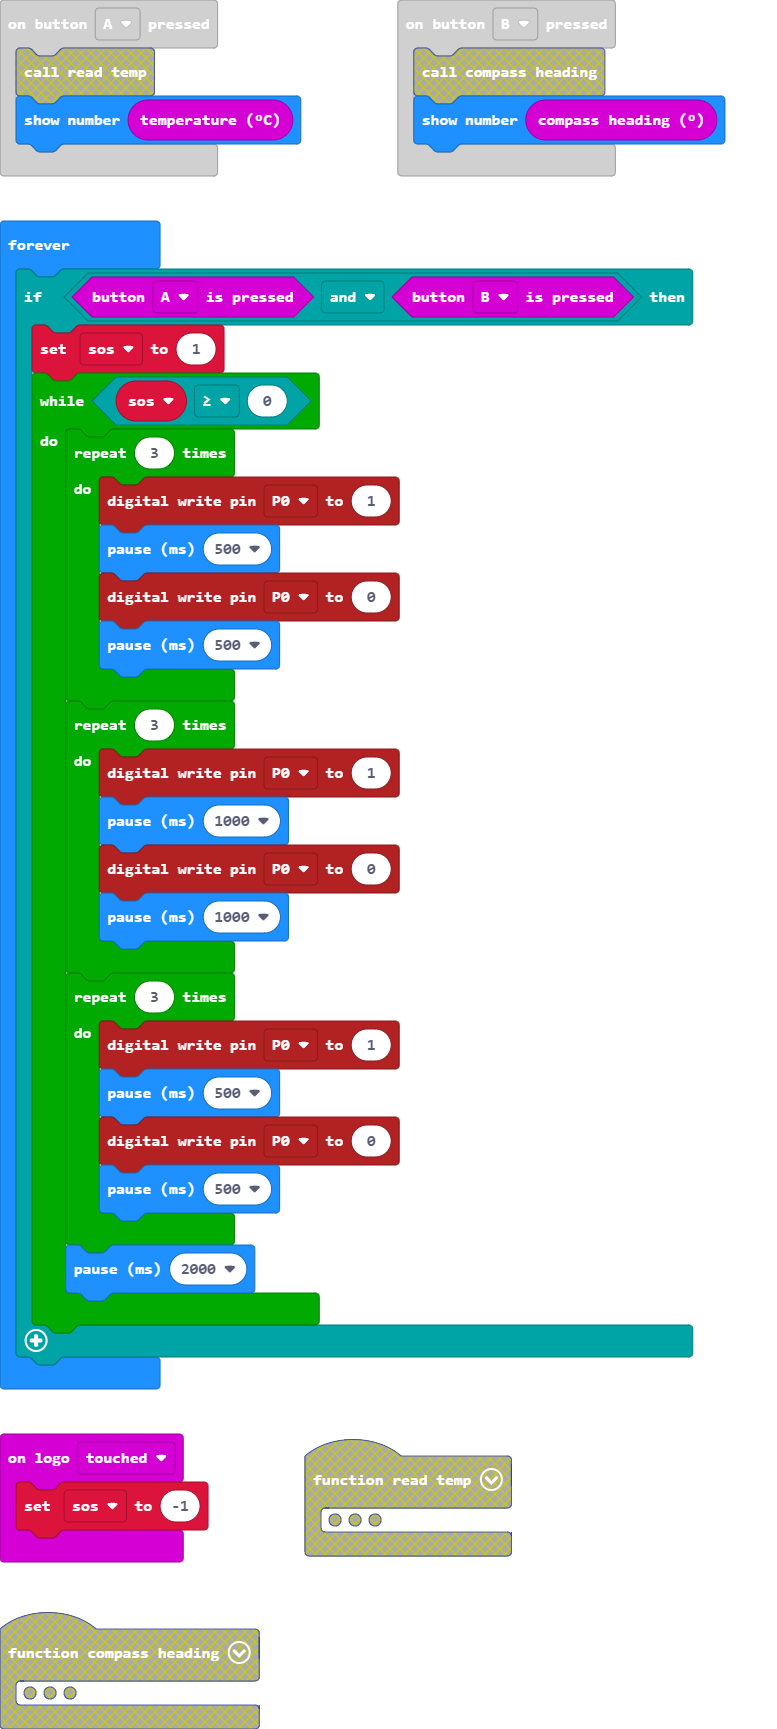 on button A pressed
call read temp
show number temperature (ºC)
on button B pressed
call compass heading
show number compass heading (º)
forever
if button A is pressed and button B is pressed then
set sos to 1
while sos ≥ 0
do
repeat 3 times
do
digital write pin P0 to 1
pause (ms) 500
digital write pin P0 to 0
pause (ms) 500
repeat 3 times
do
digital write pin P0 to 1
pause (ms) 1000
digital write pin P0 to 0
pause (ms) 1000
repeat 3 times
do
digital write pin P0 to 1
pause (ms) 500
digital write pin P0 to 0
pause (ms) 500
pause (ms) 2000
on logo touched
set sos to -1
function read temp
function compass heading